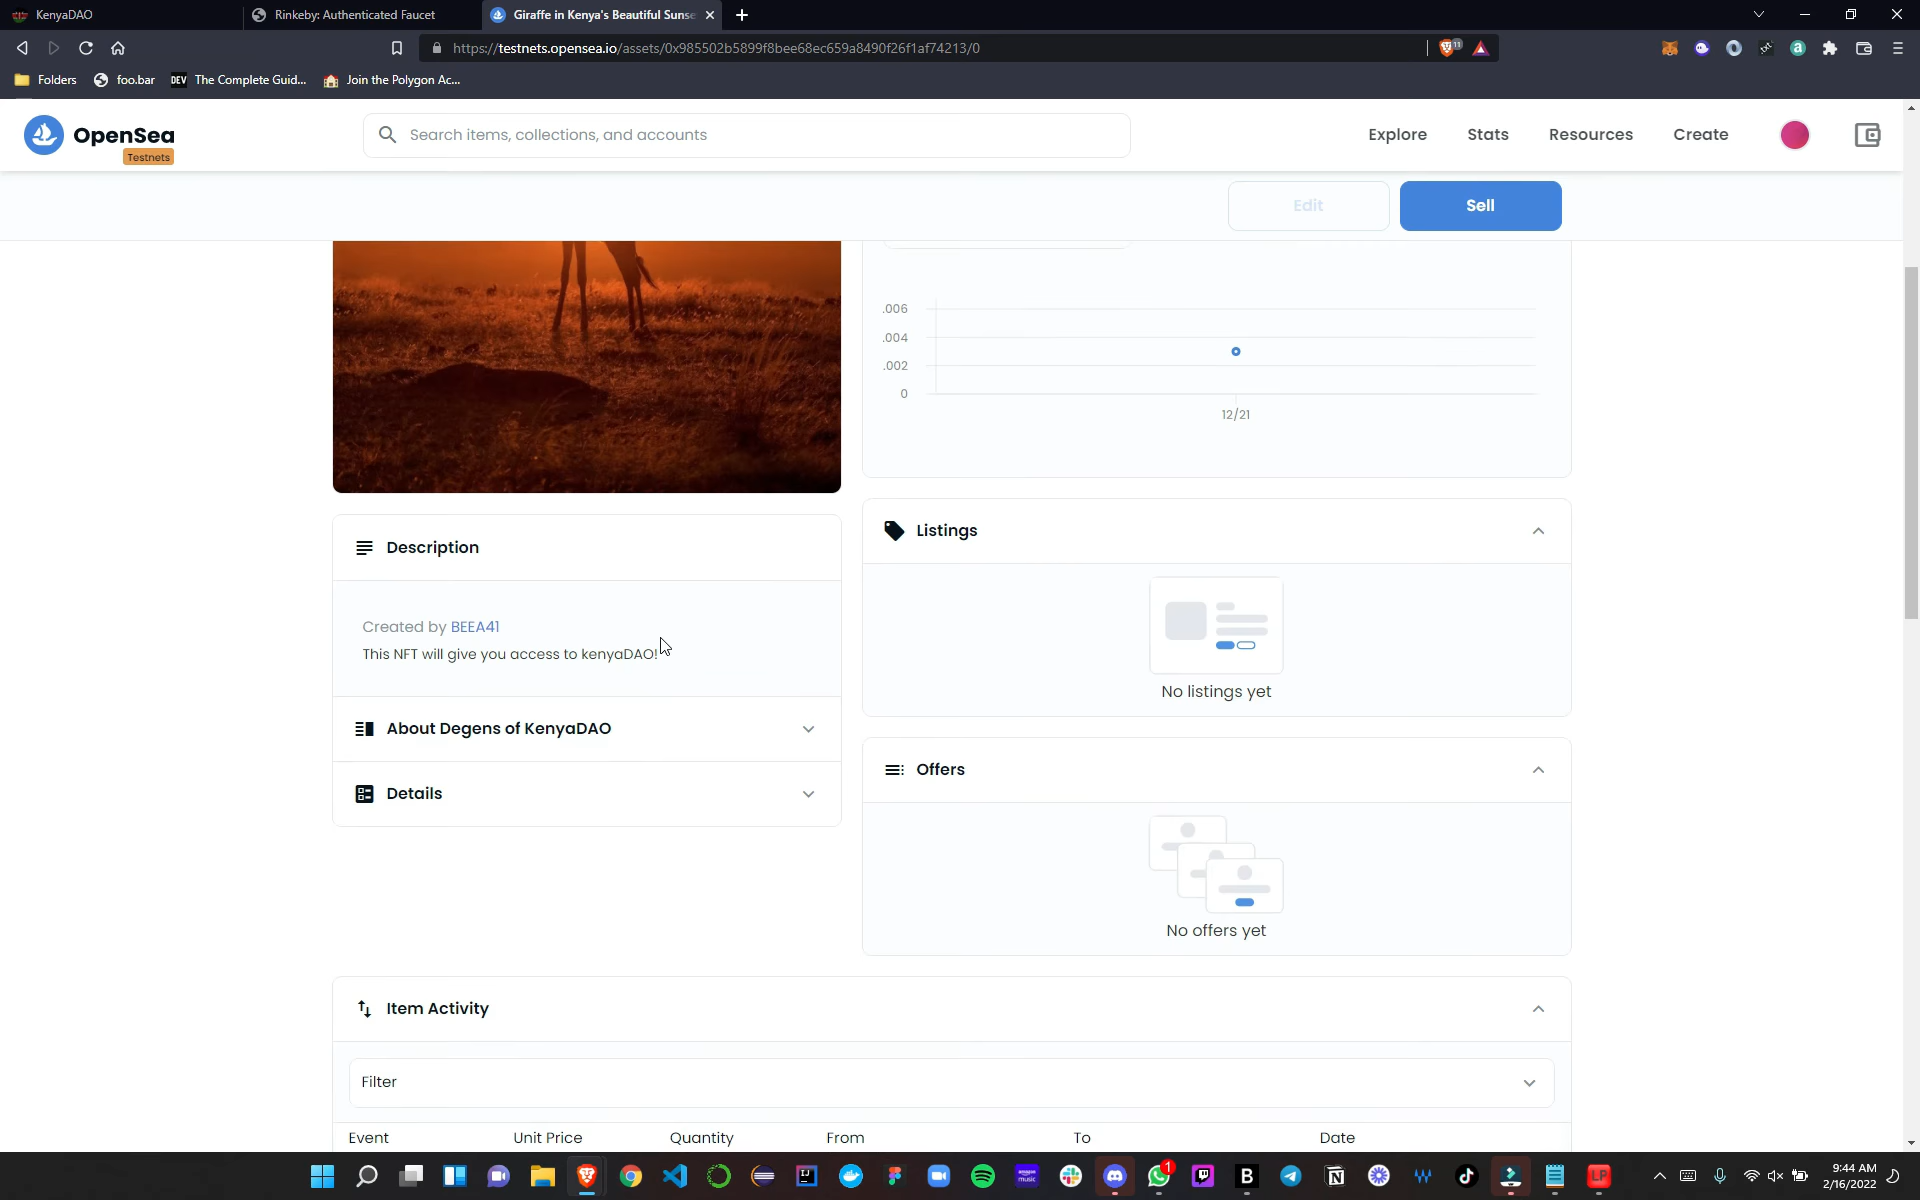 KenyaDAO
Rinkeby: Authenticated Faucet
Giraffe in Kenya's Beautiful Sunse
https://testnets.opensea.io/assets/0x985502b5899f8bee68ec659a8490f26f1af74213/0
11
Folders
foo.bar
DEV The Complete Guid...
Join the Polygon Ac...
OpenSea
Testnets
Search items, collections, and accounts
Explore
Stats
Resources
Create
Edit
Sell
.006
.004
.002
0
12/21
Description
Created by BEEA41
This NFT will give you access to kenyaDAO!
About Degens of KenyaDAO
Details
Listings
No listings yet
Offers
No offers yet
Item Activity
Filter
Event Unit Price Quantity From To Date
1
9:44 AM
2/16/2022